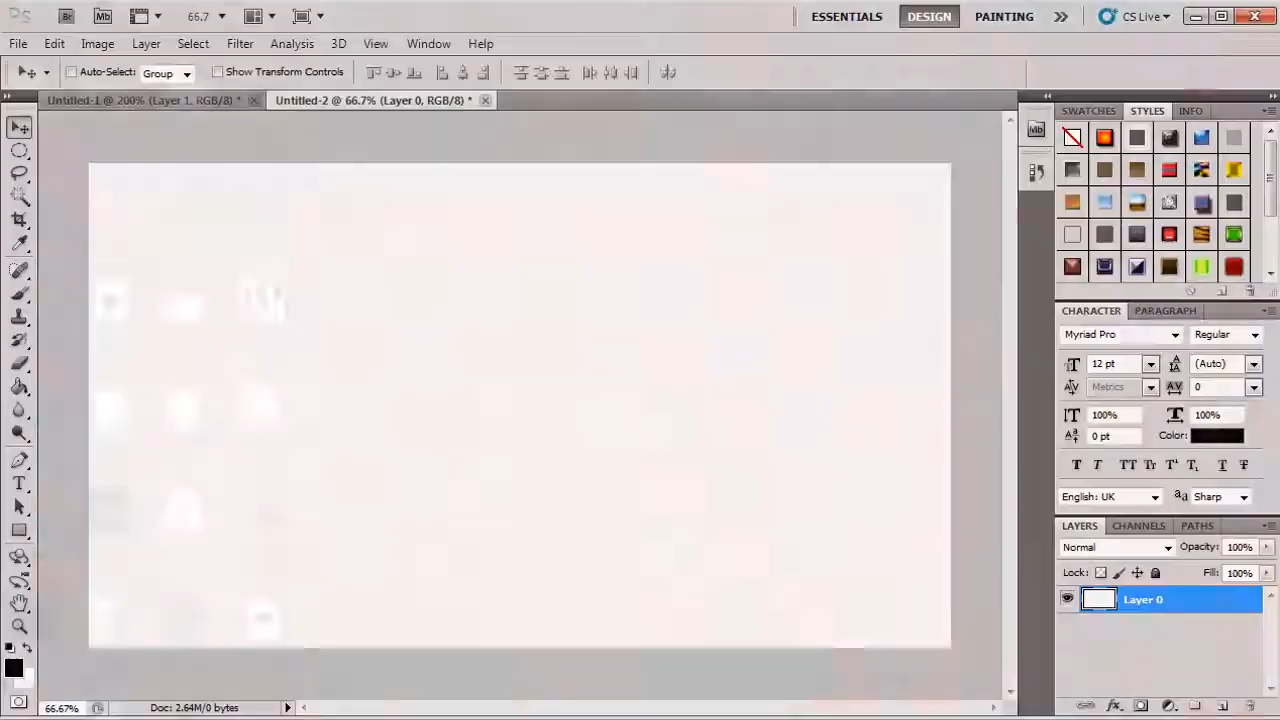 Br Mb 66.7 ESSENTIALS DESIGN PAINTING CS Live
File Edit Image Layer Select Filter Analysis 3D View Window Help
Auto-Select: Group Show Transform Controls
Untitled-1 @ 200% (Layer 1, RGB/8) * Untitled-2 @ 66.7% (Layer 0, RGB/8) *
SWATCHES STYLES INFO
Mb
CHARACTER PARAGRAPH
Myriad Pro Regular
12 pt (Auto)
Metrics 0
100% 100%
0 pt Color:
English: UK aa Sharp
LAYERS CHANNELS PATHS
Normal Opacity: 100%
Lock: Fill: 100%
Layer 0
66.67% Doc: 2.64M/0 bytes